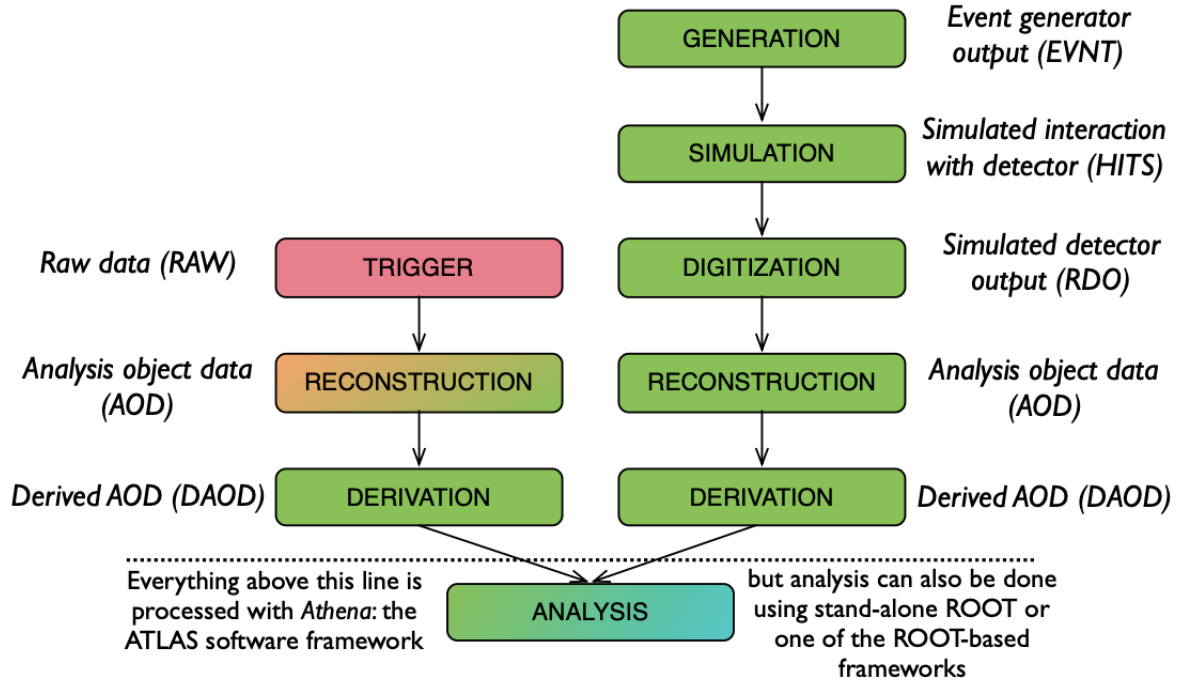 GENERATION
Event generator
output (EVNT)
SIMULATION
Simulated interaction
with detector (HITS)
Raw data (RAW)
TRIGGER
DIGITIZATION
Simulated detector
output (RDO)
Analysis object data
(AOD)
RECONSTRUCTION
RECONSTRUCTION
Analysis object data
(AOD)
Derived AOD (DAOD)
DERIVATION
DERIVATION
Derived AOD (DAOD)
Everything above this line is
processed with Athena: the
ATLAS software framework
ANALYSIS
but analysis can also be done
using stand-alone ROOT or
one of the ROOT-based
frameworks